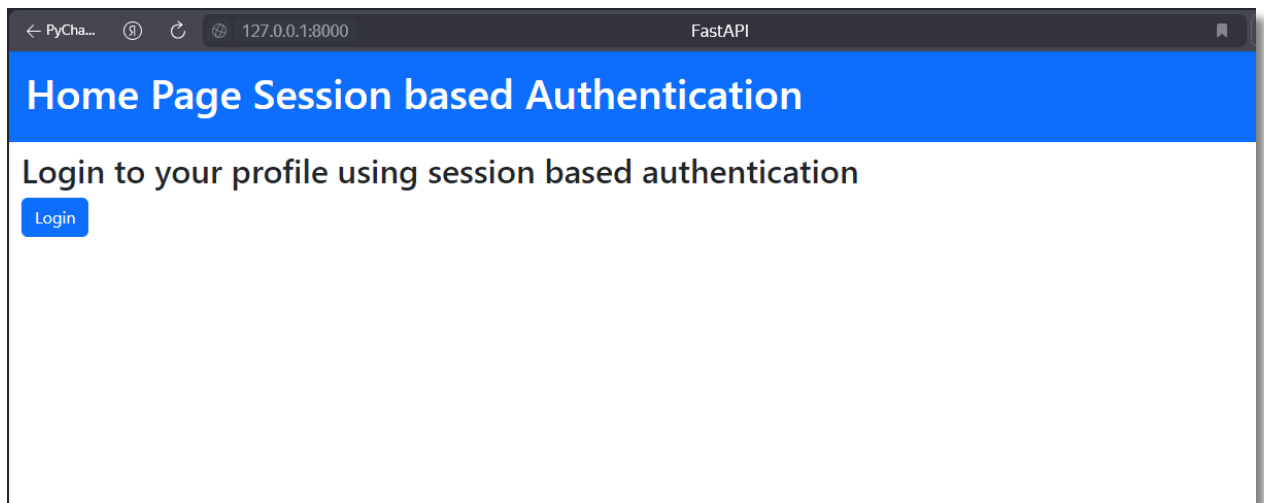 ← PyCha... Я 127.0.0.1:8000 FastAPI
Home Page Session based Authentication
Login to your profile using session based authentication
Login